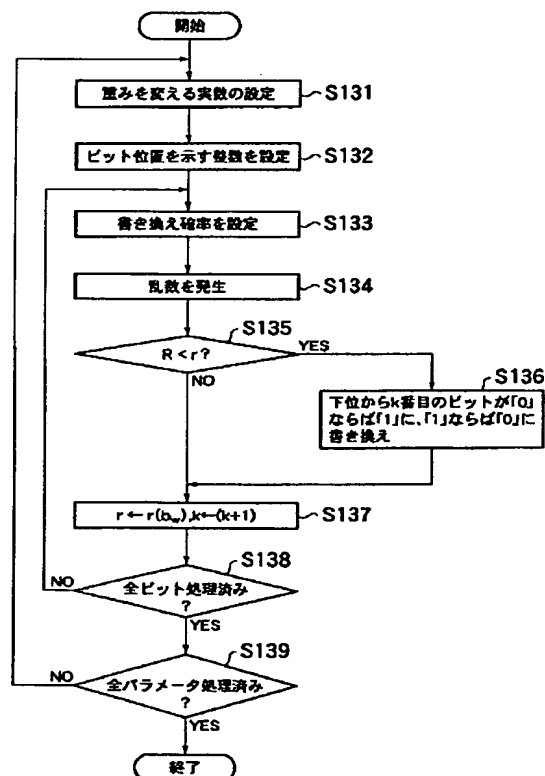 開始
重みを変える実数の設定
S131
ビット位置を示す整数を設定
S132
書き換え確率を設定
S133
乱数を発生
S134
S135
R<r?
YES
NO
S136
下位からk番目のビットが「0」
ならば「1」に、「1」ならば「0」に
書き換え
r←r(bw),k←(k+1)
S137
S138
NO
全ビット処理済み
?
YES
S139
NO
全パラメータ処理済み
?
YES
終了